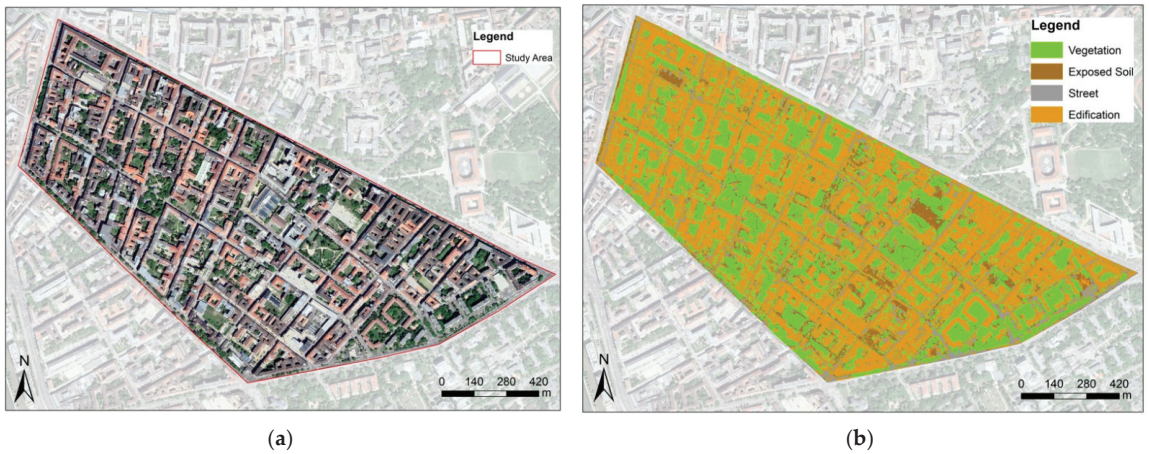 Legend
Study Area
N
0 140 280 420
m
(a)
Legend
Vegetation
Exposed Soil
Street
Edification
N
0 140 280 420
m
(b)